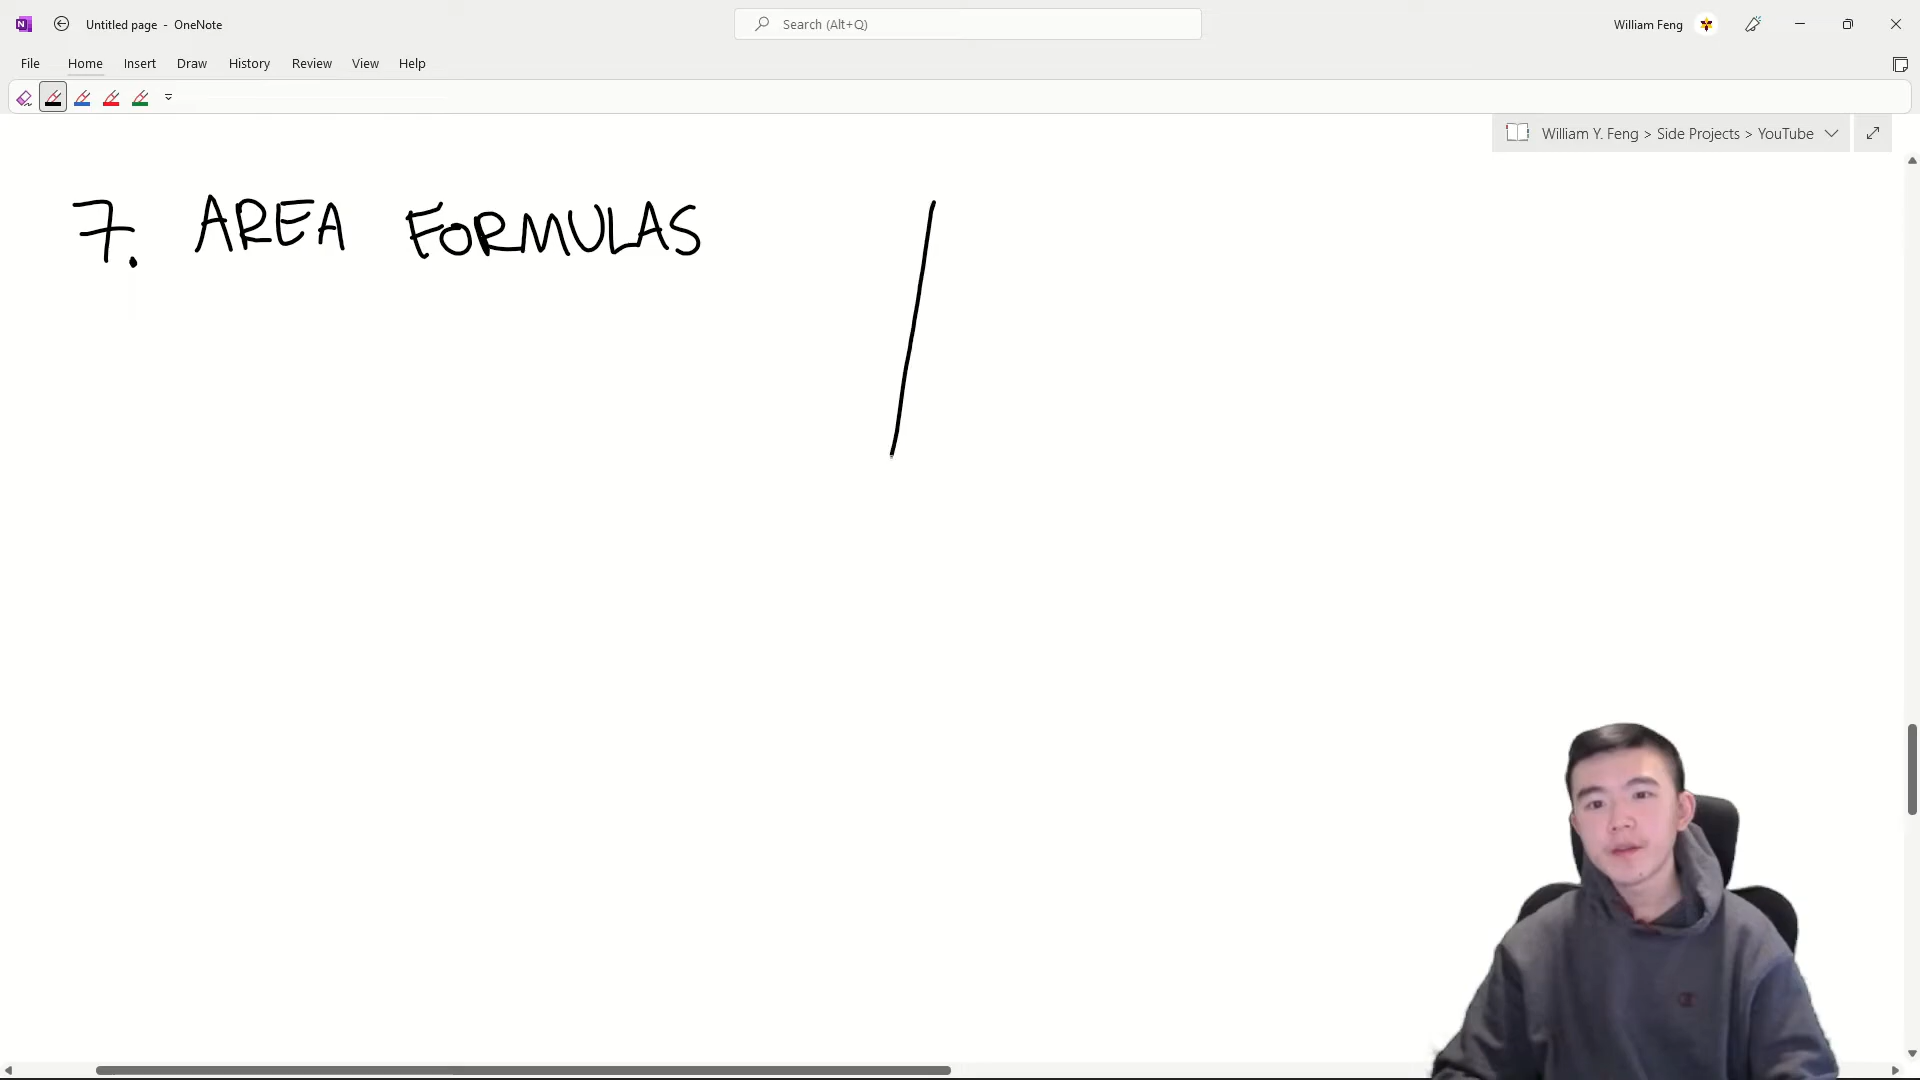 Untitled page - OneNote
Search (Alt+Q)
William Feng
File Home Insert Draw History Review View Help
William Y. Feng > Side Projects > YouTube
7. AREA FORMULAS